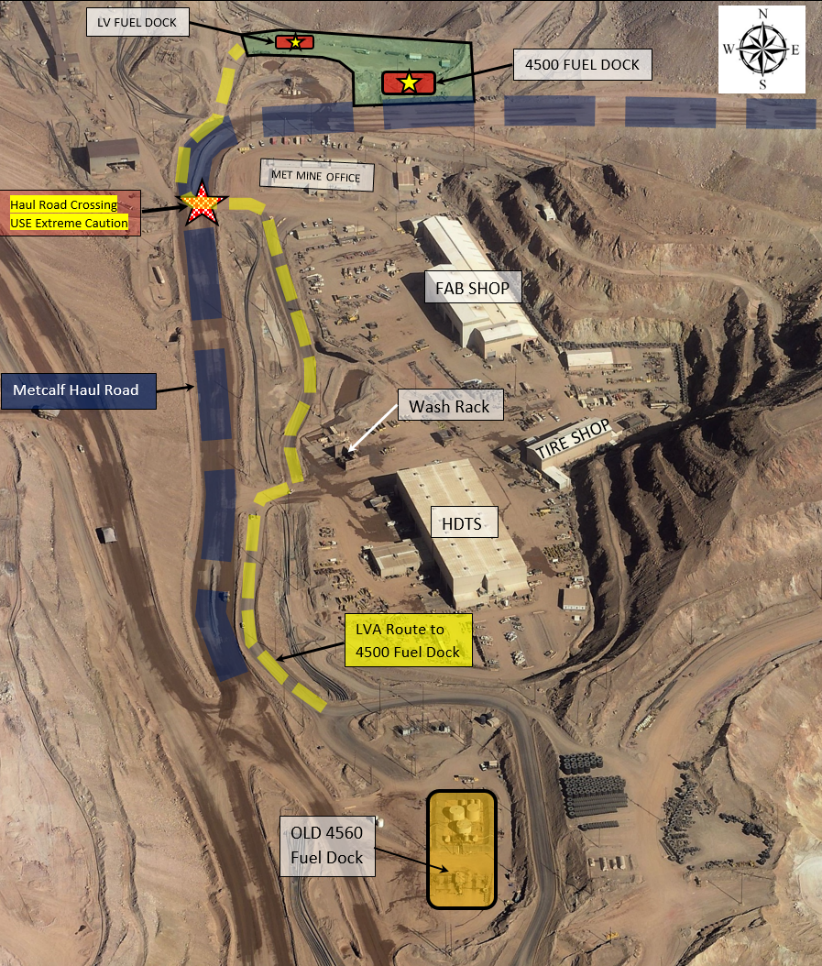 LV FUEL DOCK
N
W E
S
4500 FUEL DOCK
MET MINE OFFICE
Haul Road Crossing
USE Extreme Caution
FAB SHOP
Metcalf Haul Road
Wash Rack
TIRE SHOP
HDTS
LVA Route to
4500 Fuel Dock
OLD 4560
Fuel Dock